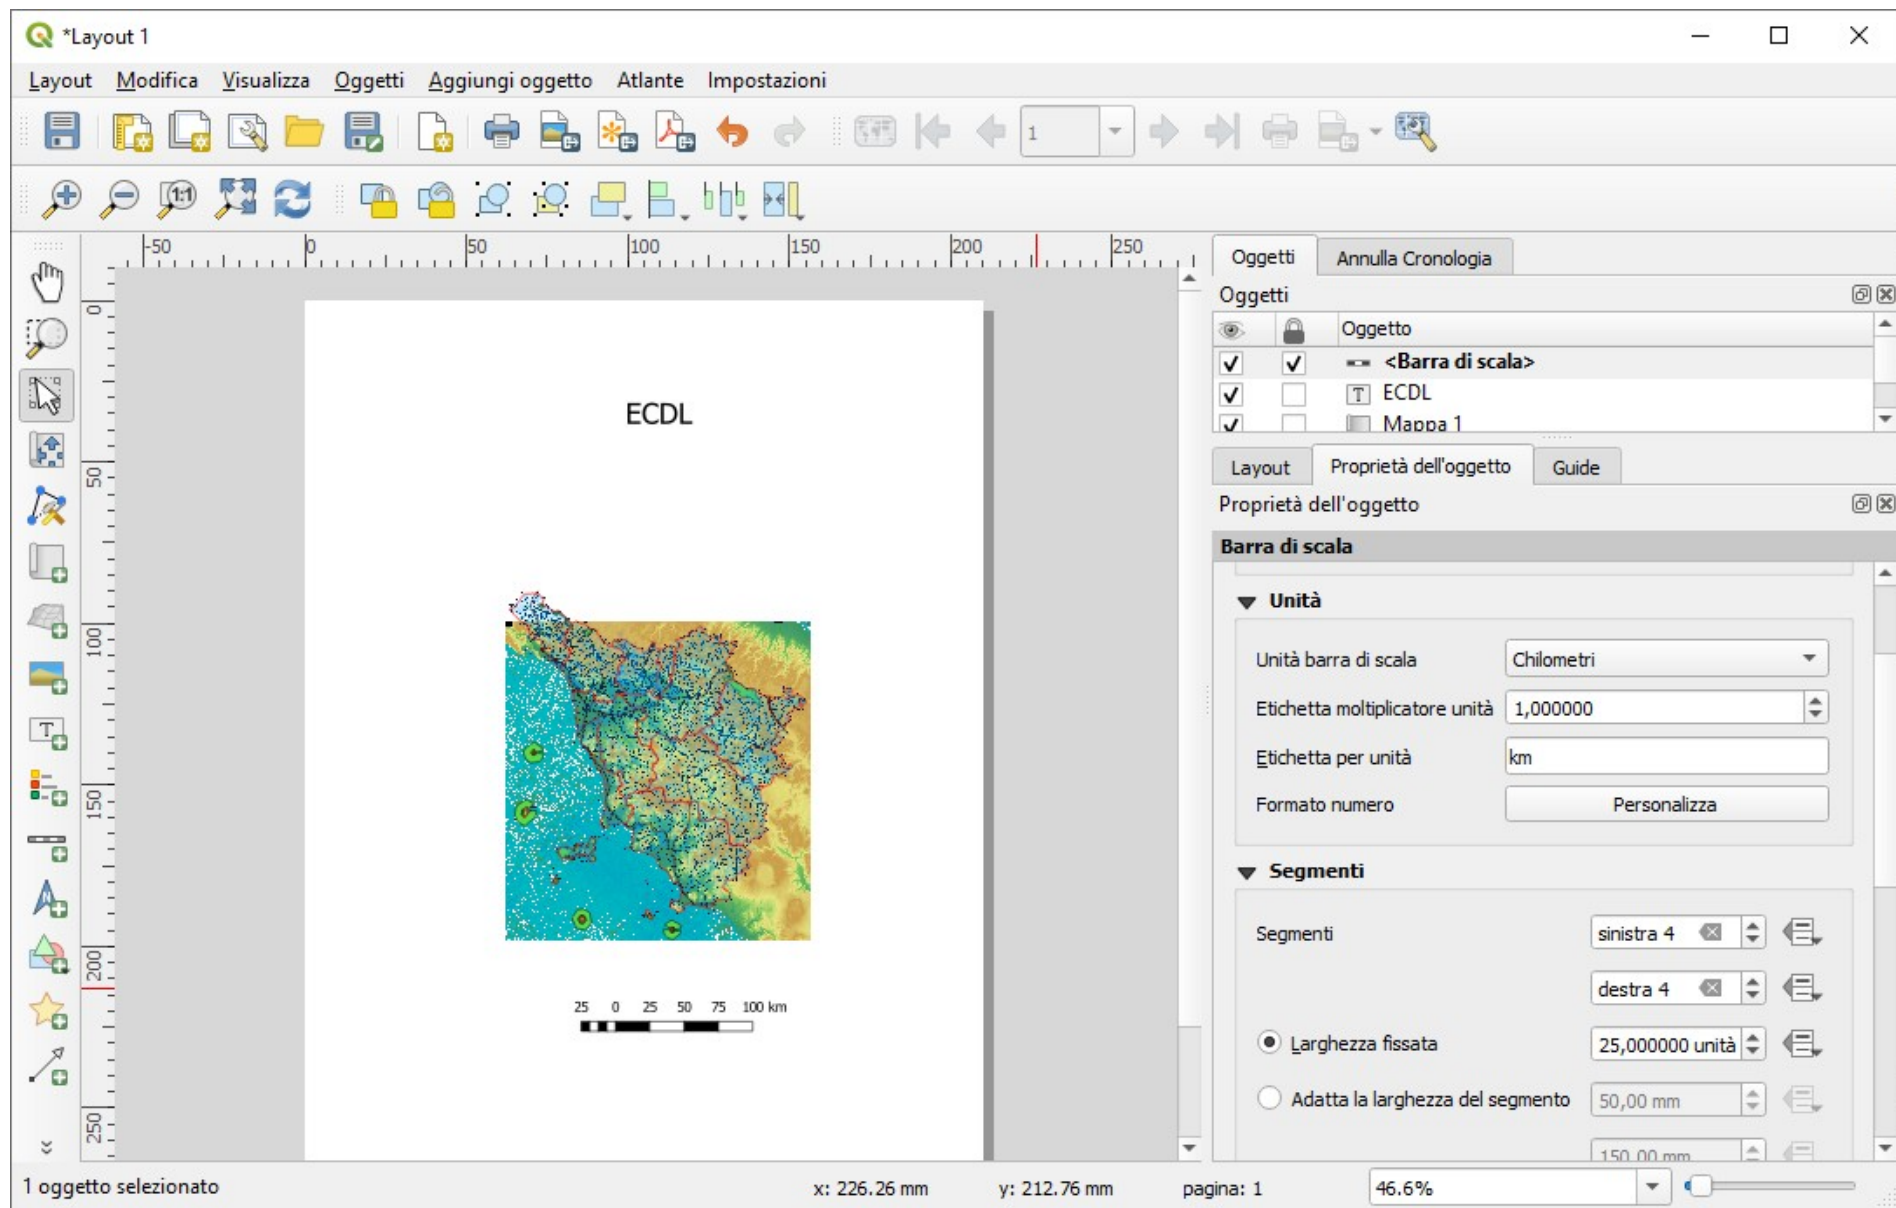 *Layout 1
Layout Modifica Visualizza Oggetti Aggiungi oggetto Atlante Impostazioni
1
1:1
-50 0 50 100 150 200 250
0
50
100
150
200
250
ECDL
25 0 25 50 75 100 km
Oggetti Annulla Cronologia
Oggetti
Oggetto
<Barra di scala>
T ECDL
Mappa 1
Layout Proprietà dell'oggetto Guide
Proprietà dell'oggetto
Barra di scala
Unità
Unità barra di scala Chilometri
Etichetta moltiplicatore unità 1,000000
Etichetta per unità km
Formato numero Personalizza
Segmenti
Segmenti sinistra 4
destra 4
Larghezza fissata 25,000000 unità
Adatta la larghezza del segmento 50,00 mm
150,00 mm
1 oggetto selezionato x: 226.26 mm y: 212.76 mm pagina: 1 46.6%